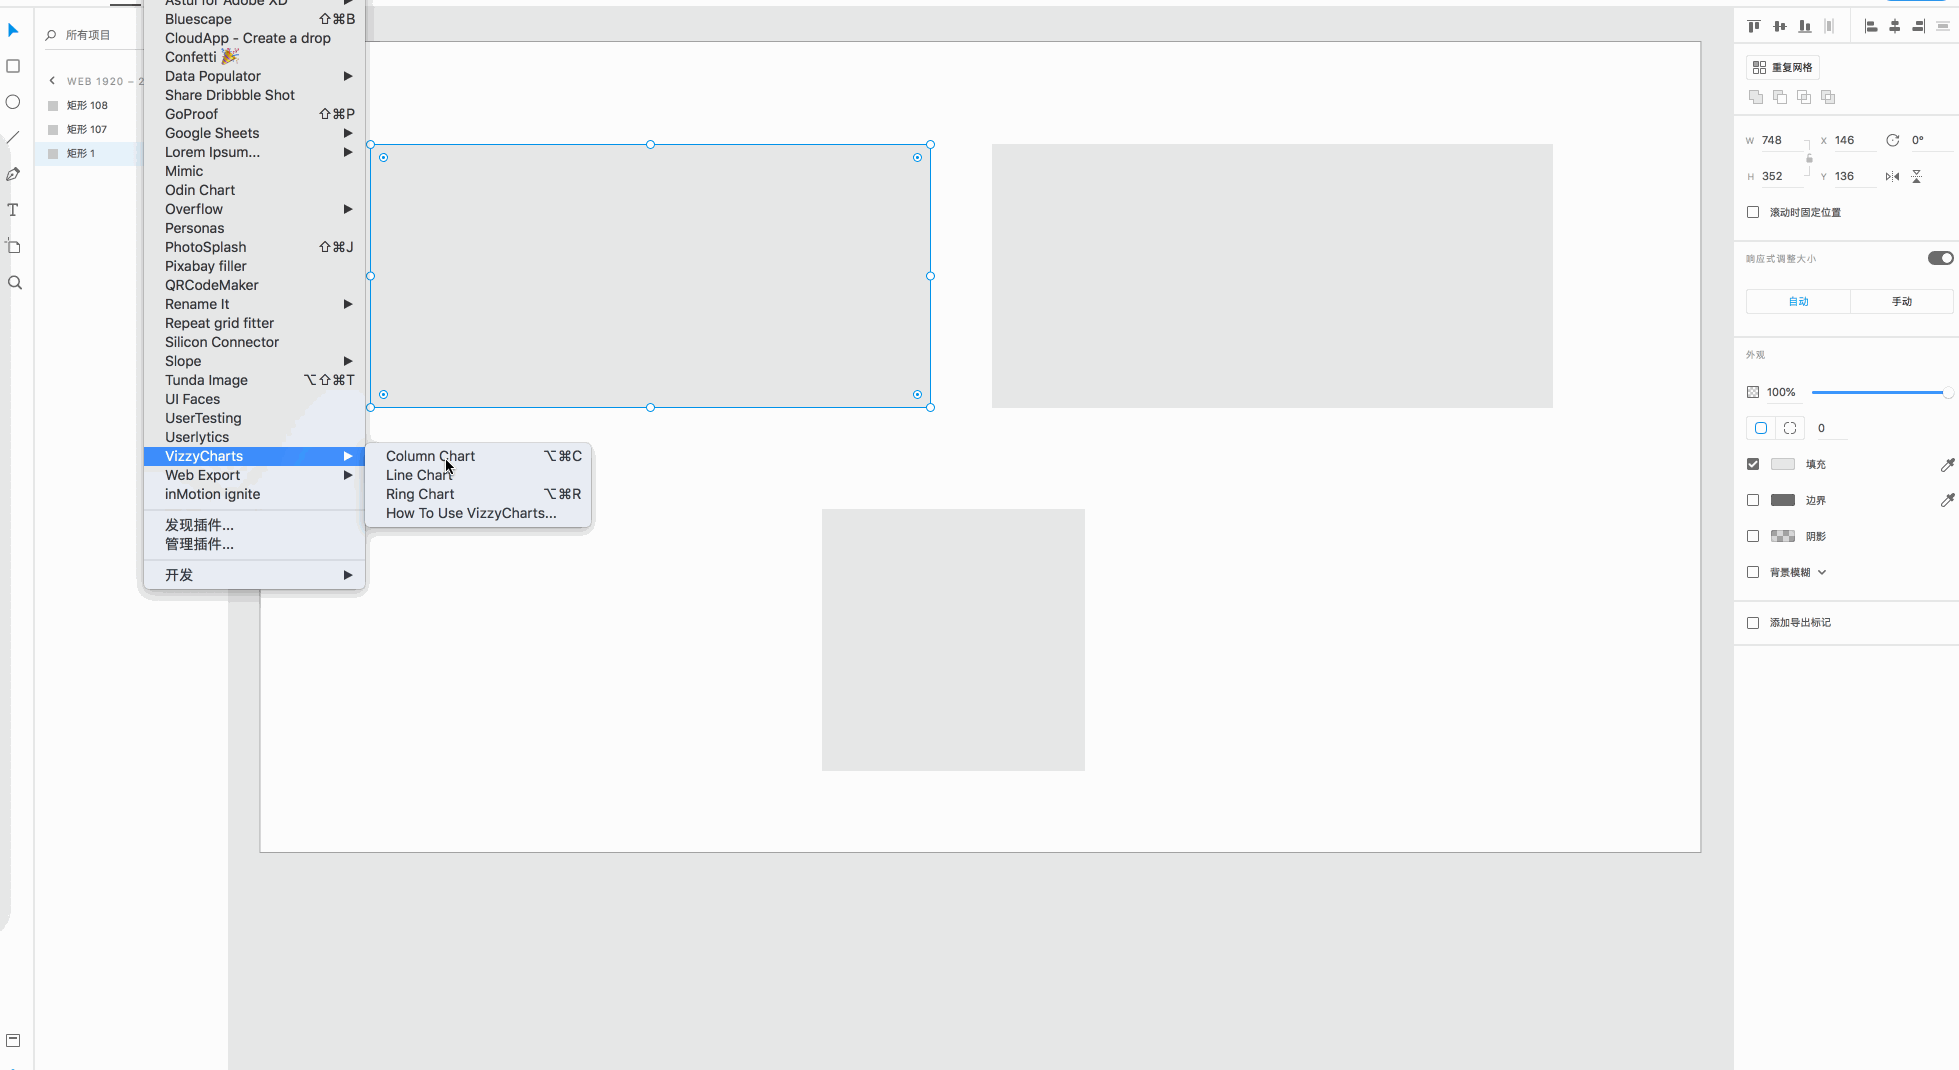 所有项目
WEB 1920 – 2
矩形 108
矩形 107
矩形 1
Bluescape ⇧⌘B
CloudApp - Create a drop
Confetti 🎉
Data Populator
Share Dribbble Shot
GoProof ⇧⌘P
Google Sheets
Lorem Ipsum...
Mimic
Odin Chart
Overflow
Personas
PhotoSplash ⇧⌘J
Pixabay filler
QRCodeMaker
Rename It
Repeat grid fitter
Silicon Connector
Slope
Tunda Image ⌥⇧⌘T
UI Faces
UserTesting
Userlytics
VizzyCharts
Web Export
inMotion ignite
发现插件...
管理插件...
开发
Column Chart ⌥⌘C
Line Chart
Ring Chart ⌥⌘R
How To Use VizzyCharts...
重复网格
W 748 X 146 0°
H 352 Y 136
滚动时固定位置
响应式调整大小
自动 手动
外观
100%
0
填充
边界
阴影
背景模糊
添加导出标记